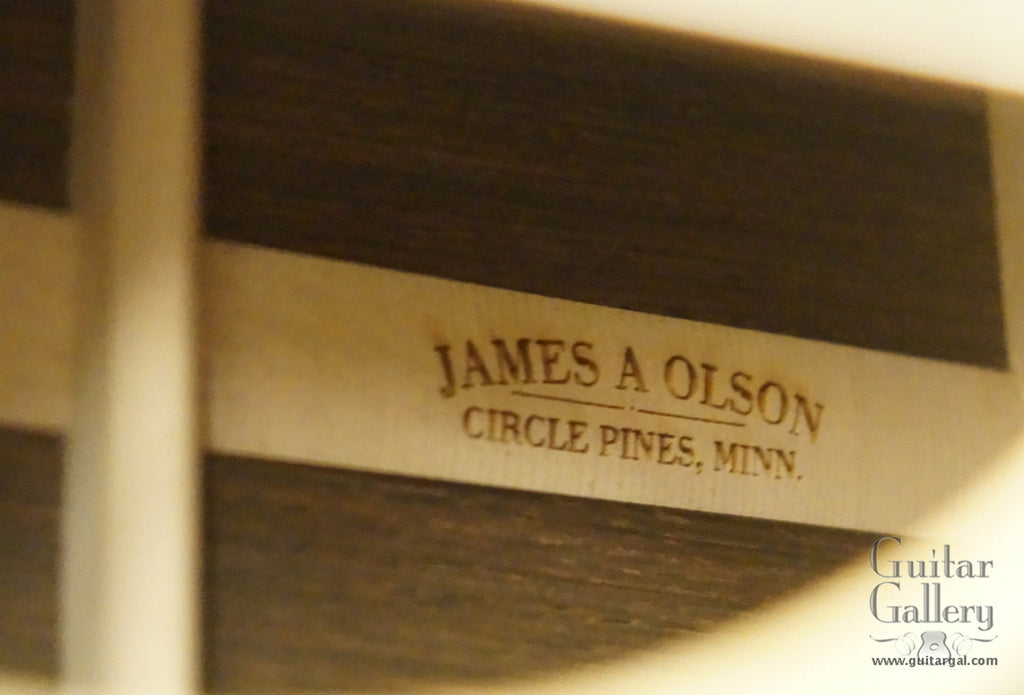 JAMES A OLSON
CIRCLE PINES, MINN.
Guitar
Gallery
www.guitargal.com